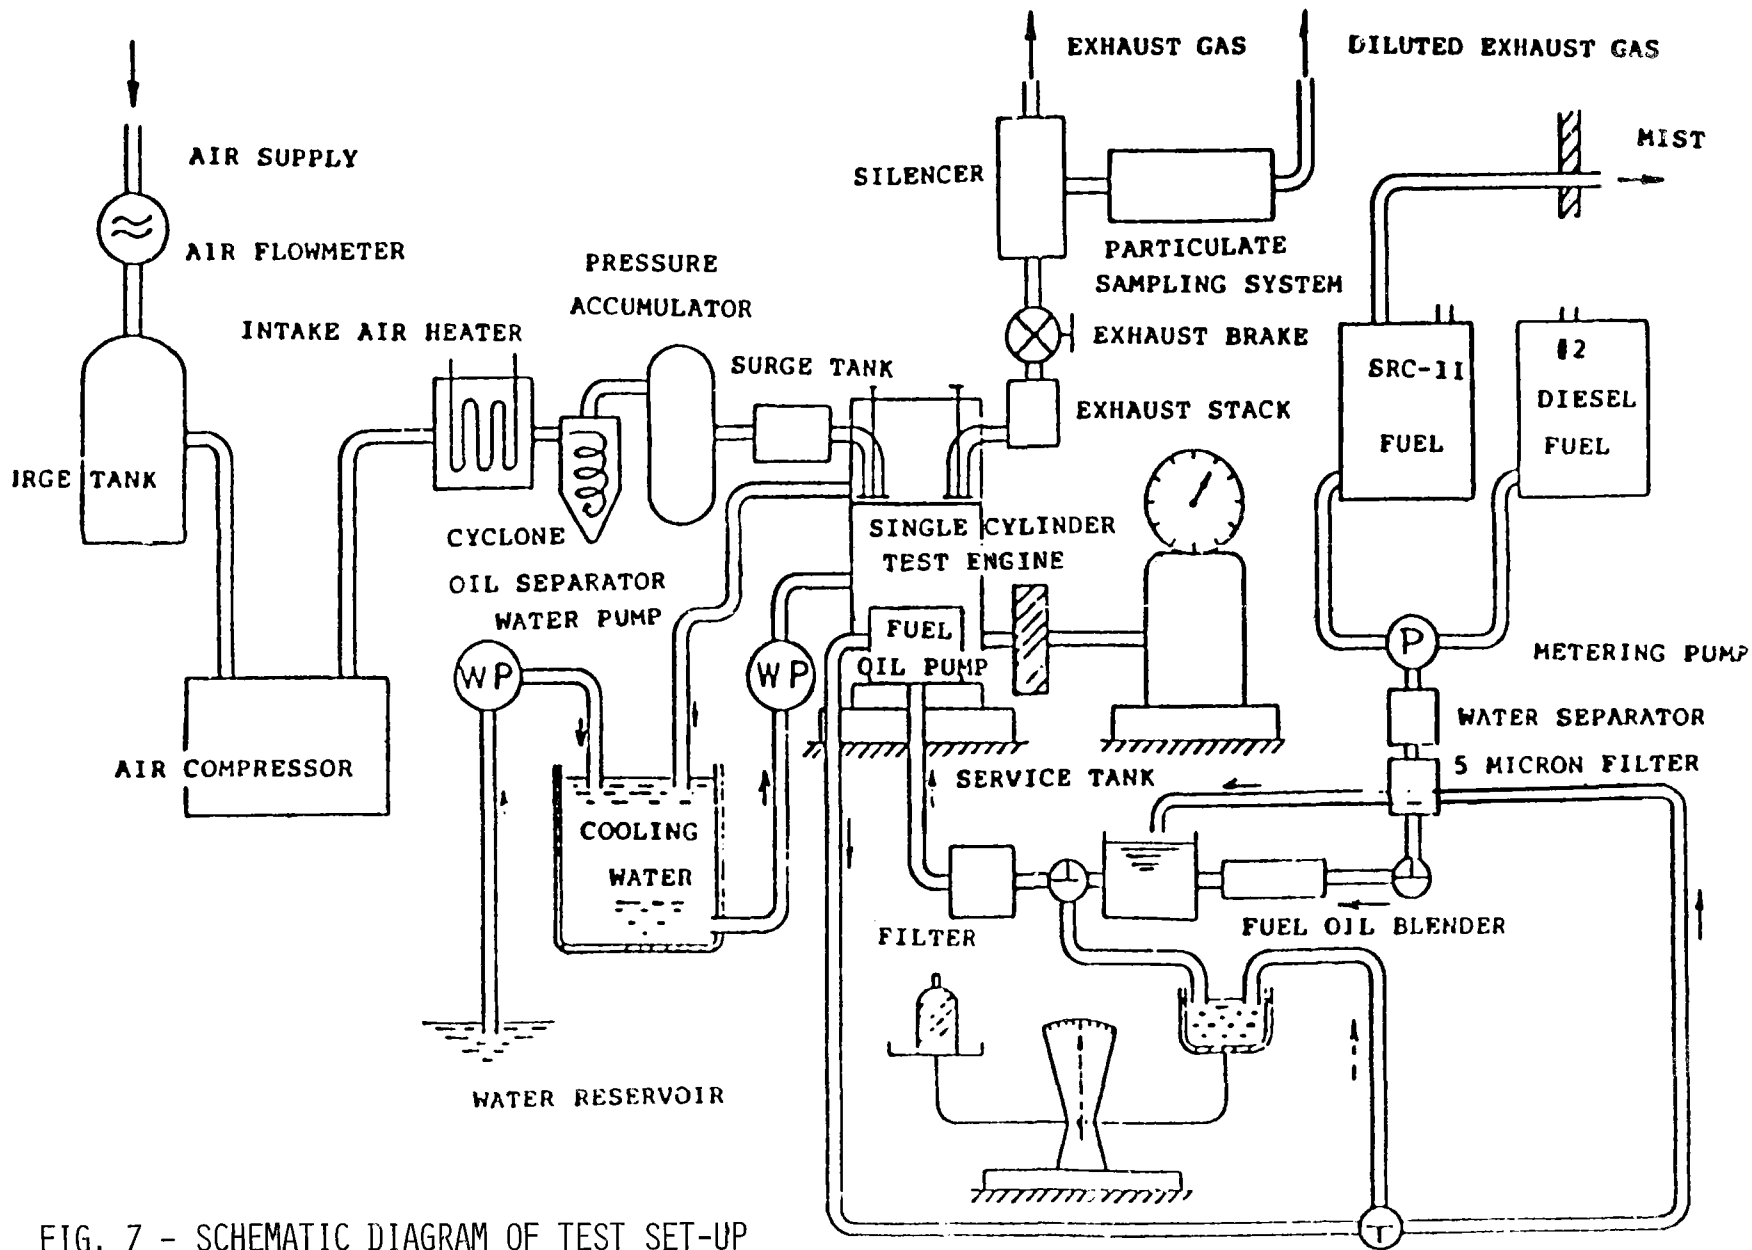 EXHAUST GAS
DILUTED EXHAUST GAS
MIST
AIR SUPPLY
SILENCER
AIR FLOWMETER
PARTICULATE
SAMPLING SYSTEM
PRESSURE
ACCUMULATOR
INTAKE AIR HEATER
EXHAUST BRAKE
SURGE TANK
SRC-II
FUEL
#2
DIESEL
FUEL
EXHAUST STACK
IRGE TANK
CYCLONE
OIL SEPARATOR
SINGLE CYLINDER
TEST ENGINE
WATER PUMP
FUEL
OIL PUMP
WP
WP
P
METERING PUMP
WATER SEPARATOR
5 MICRON FILTER
AIR COMPRESSOR
SERVICE TANK
COOLING
WATER
FILTER
FUEL OIL BLENDER
WATER RESERVOIR
T
FIG. 7 - SCHEMATIC DIAGRAM OF TEST SET-UP